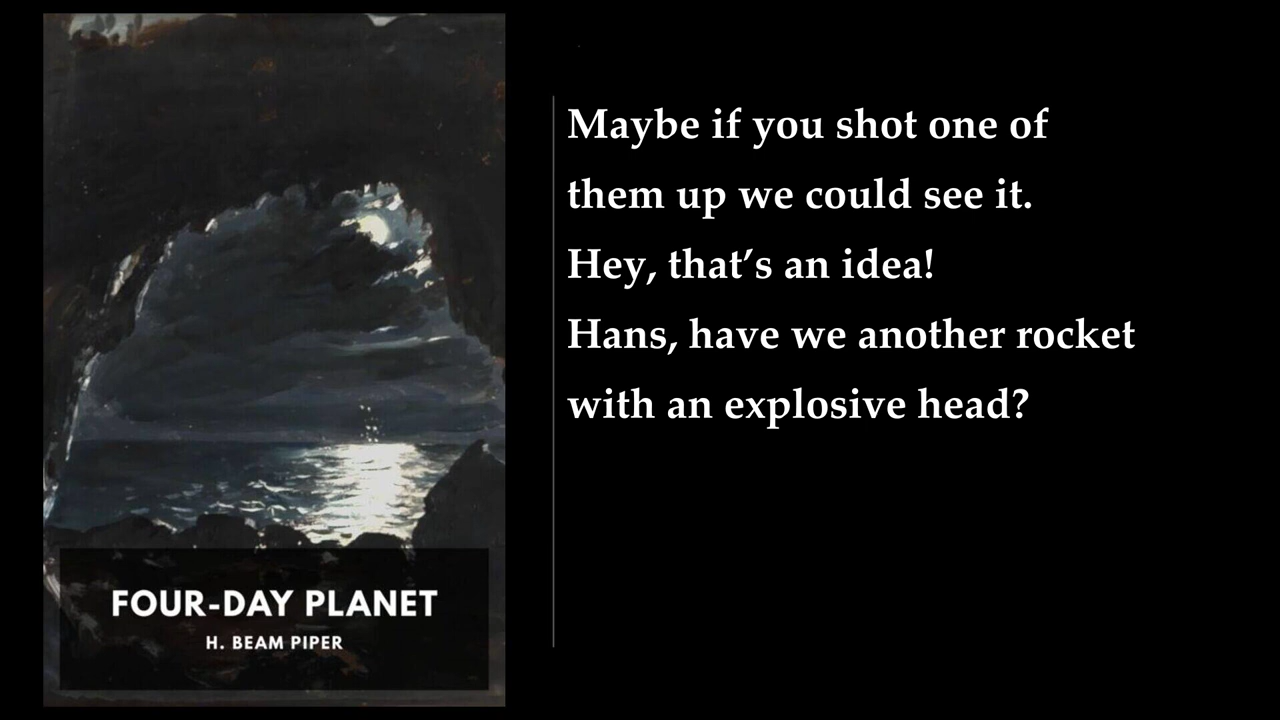 Maybe if you shot one of
them up we could see it.
Hey, that’s an idea!
Hans, have we another rocket
with an explosive head?
FOUR-DAY PLANET
H. BEAM PIPER